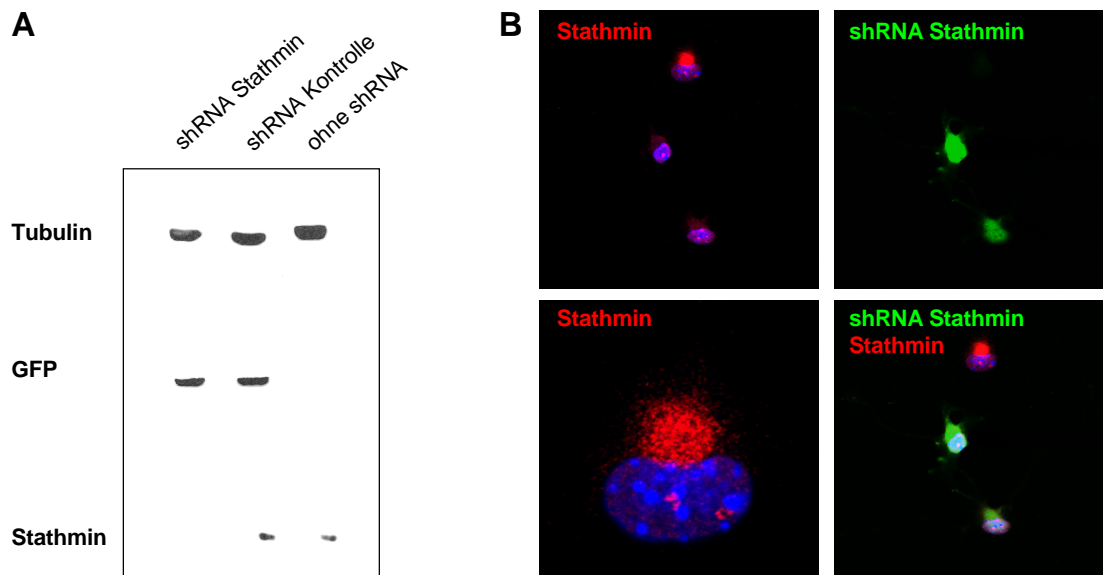 A
shRNA Stathmin
shRNA Kontrolle
ohne shRNA
Tubulin
GFP
Stathmin
B
Stathmin
shRNA Stathmin
Stathmin
shRNA Stathmin
Stathmin